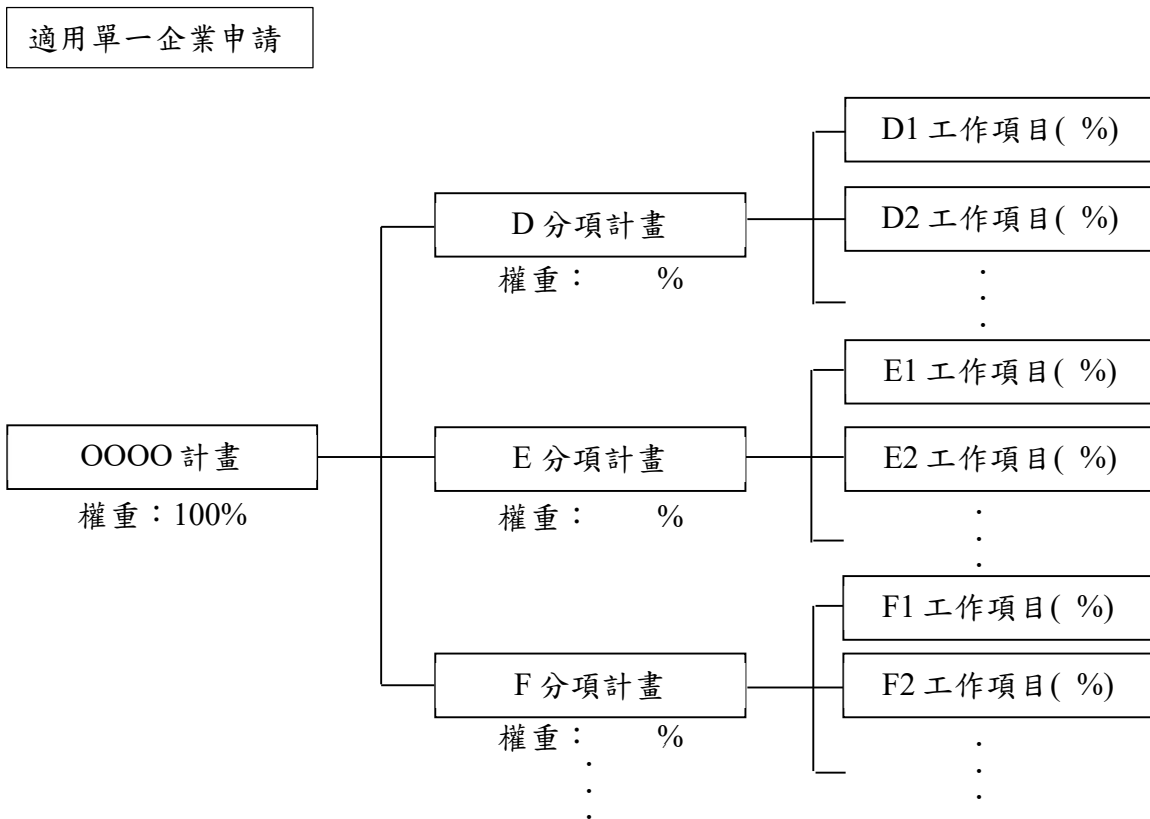 適用單一企業申請
D1 工作項目( %)
D 分項計畫
D2 工作項目( %)
權重： %
E1 工作項目( %)
OOOO 計畫
E 分項計畫
E2 工作項目( %)
權重：100%
權重： %
F1 工作項目( %)
F 分項計畫
F2 工作項目( %)
權重： %